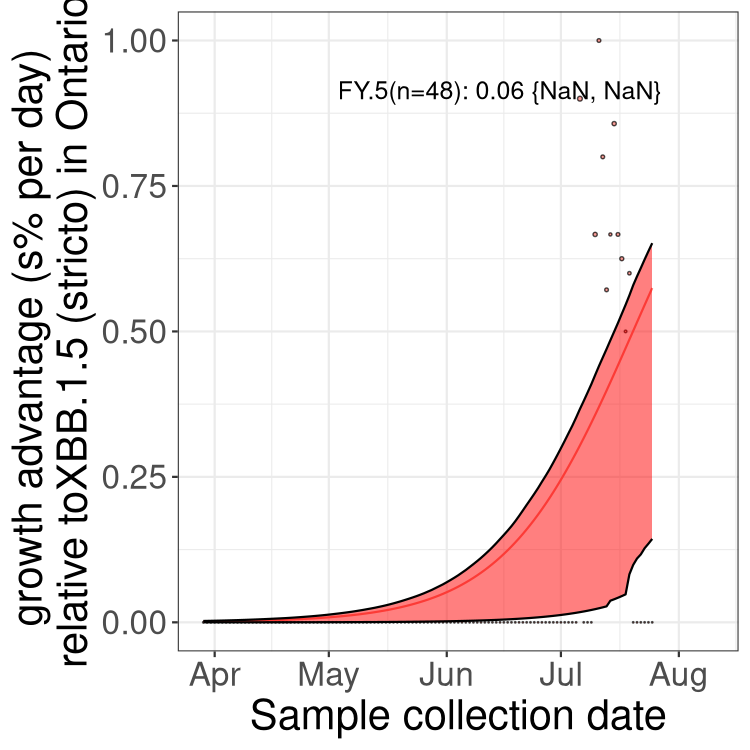 growth advantage (s% per day)
relative toXBB.1.5 (stricto) in Ontario
1.00
0.75
0.50
0.25
0.00
FY.5(n=48): 0.06 {NaN, NaN}
Apr May Jun Jul Aug
Sample collection date